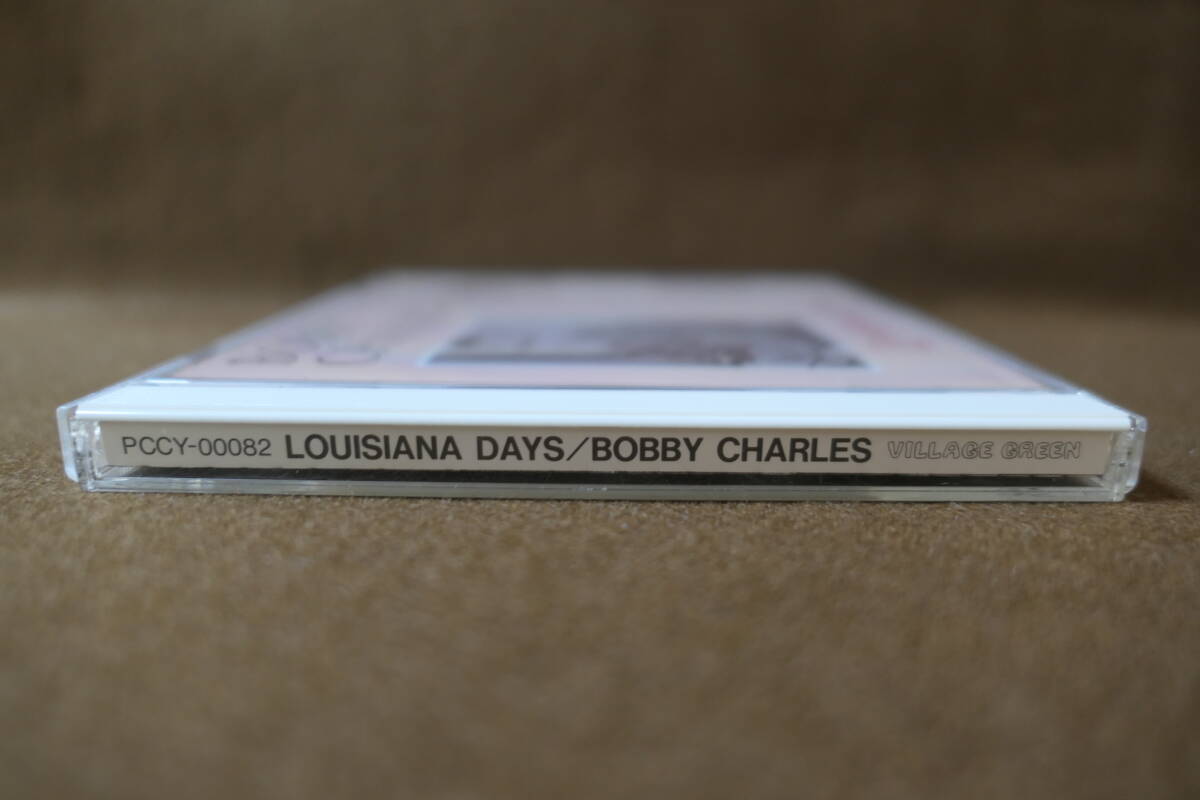 PCCY-00082 LOUISIANA DAYS/BOBBY CHARLES VILLAGE GREEN